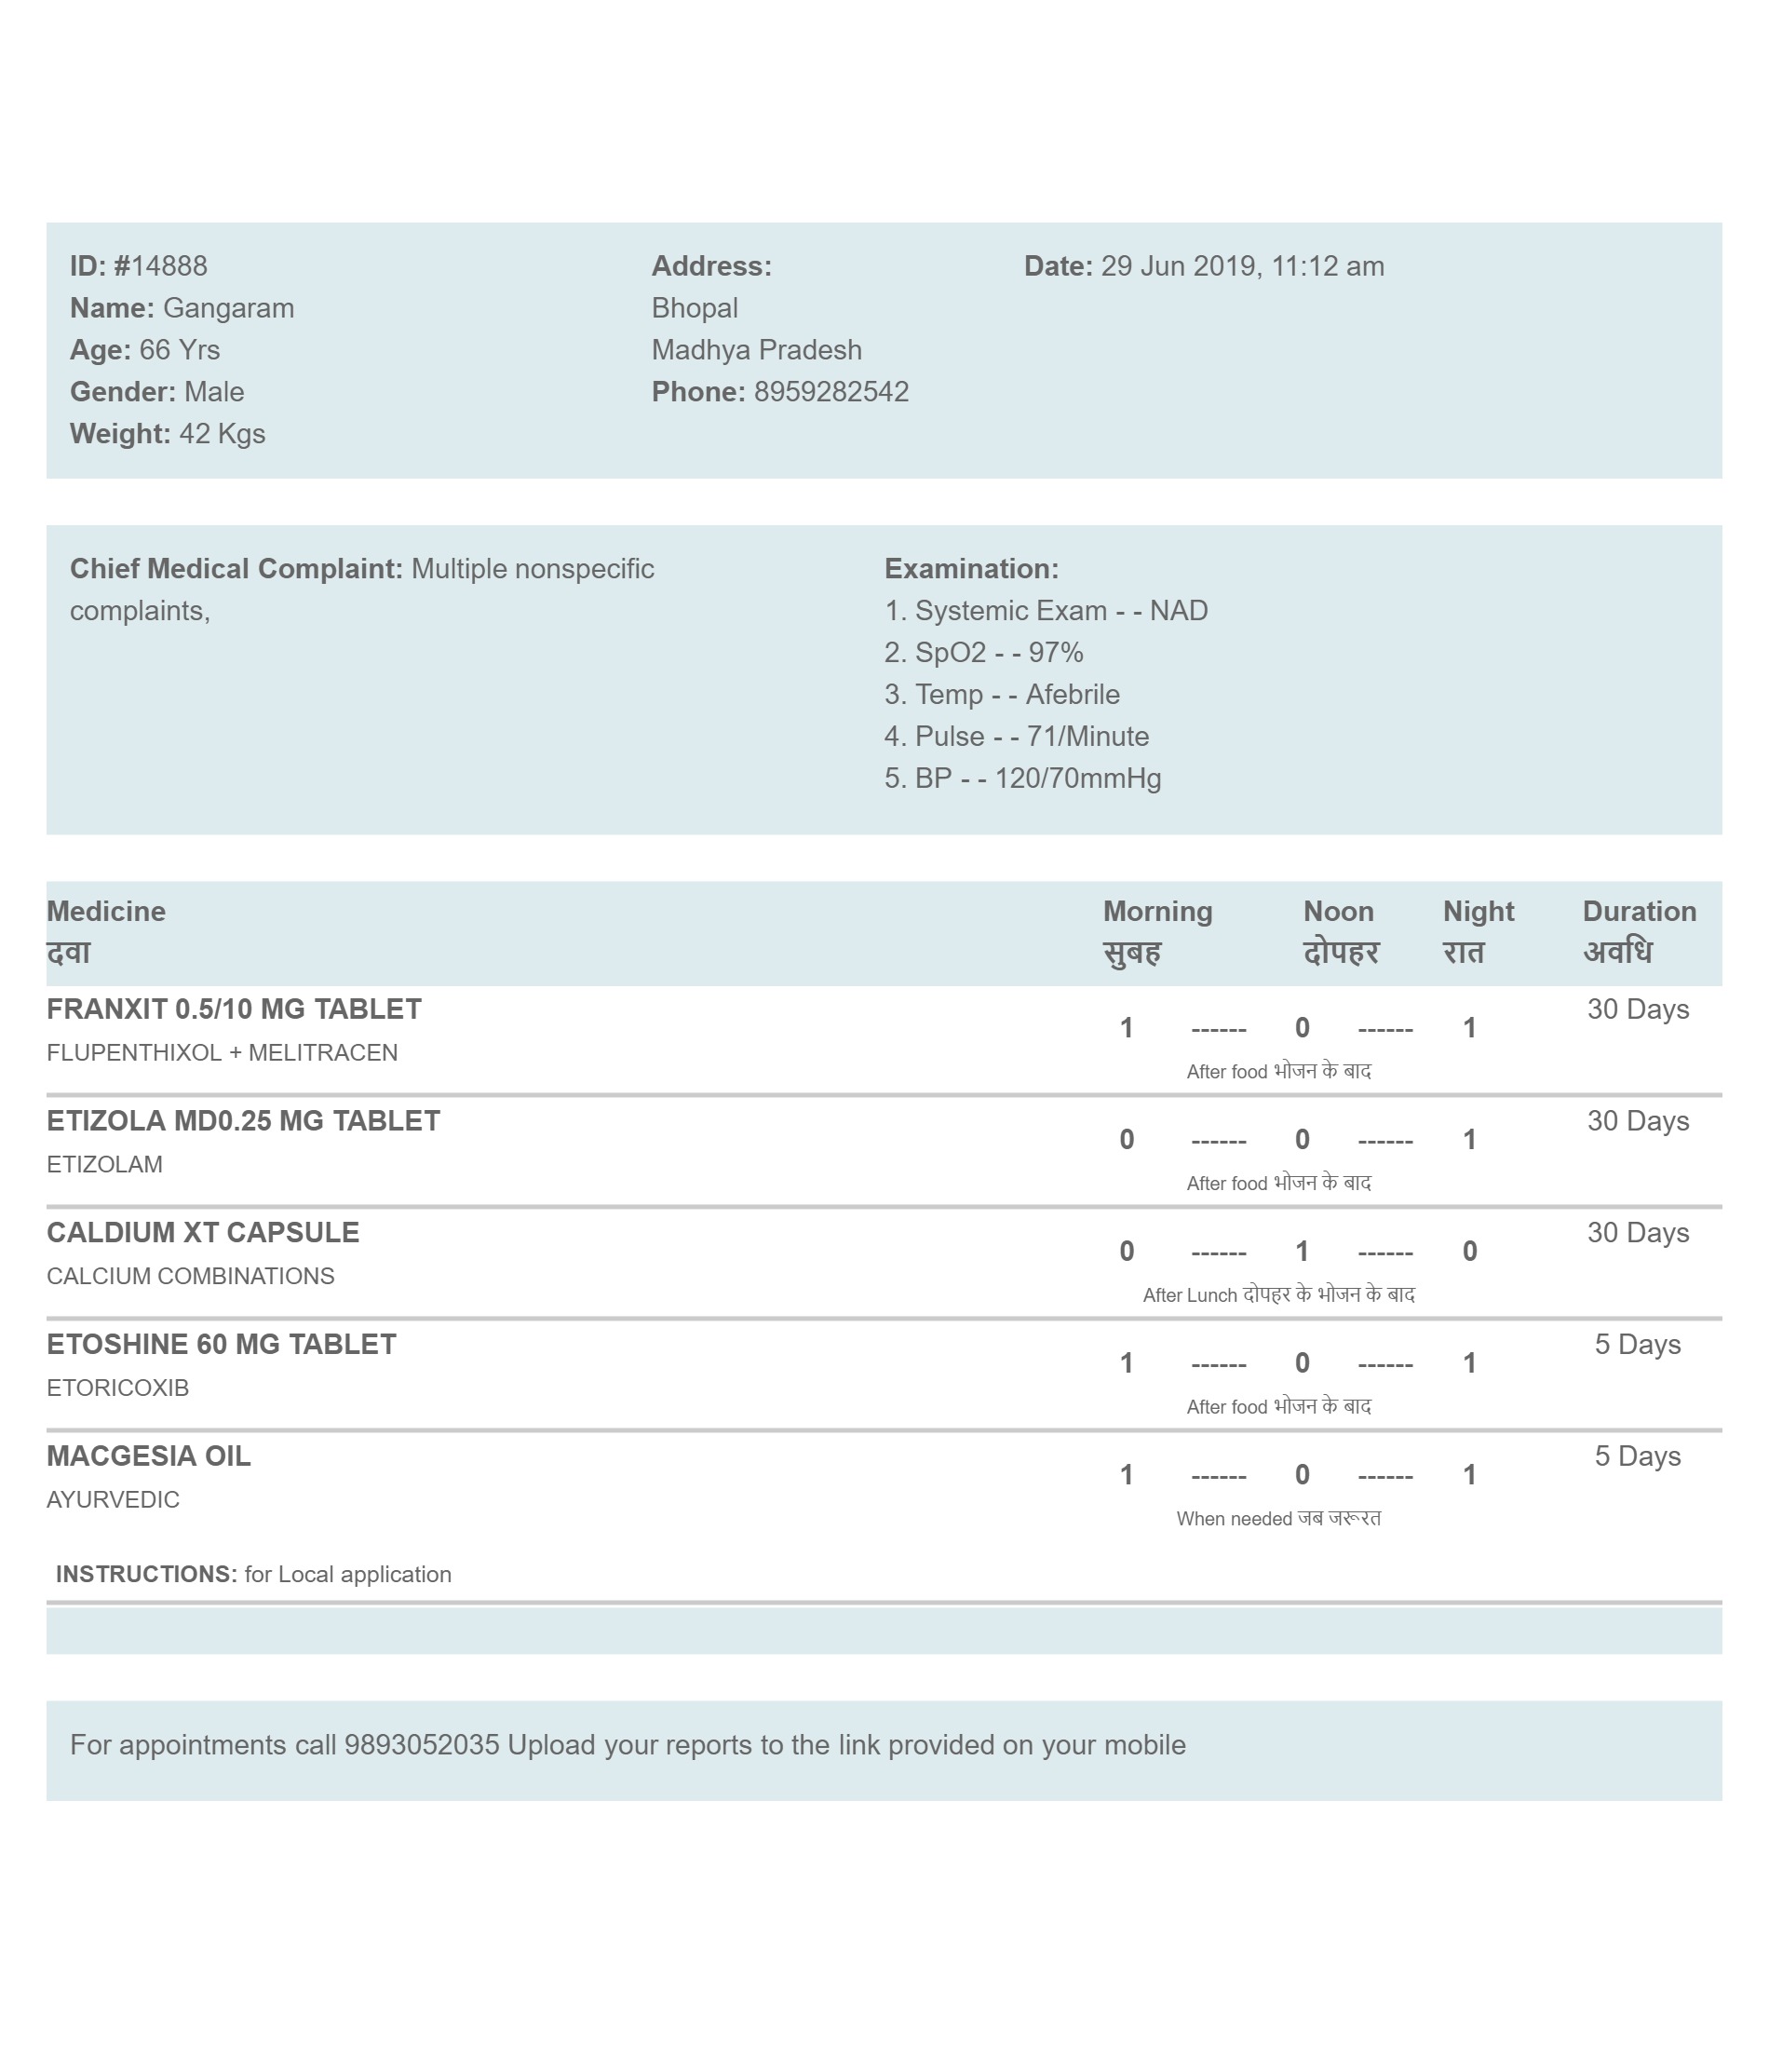 ID: #14888
Name: Gangaram
Age: 66 Yrs
Gender: Male
Weight: 42 Kgs
Address:
Bhopal
Madhya Pradesh
Phone: 8959282542
Date: 29 Jun 2019, 11:12 am
Chief Medical Complaint: Multiple nonspecific
complaints,
Examination:
1. Systemic Exam - - NAD
2. SpO2 - - 97%
3. Temp - - Afebrile
4. Pulse - - 71/Minute
5. BP - - 120/70mmHg
Medicine Morning Noon Night Duration
दवा सुबह दोपहर रात अवधि
FRANXIT 0.5/10 MG TABLET 30 Days
1 ------ 0 ------ 1
FLUPENTHIXOL + MELITRACEN
After food भोजन के बाद
ETIZOLA MD0.25 MG TABLET 30 Days
0 ------ 0 ------ 1
ETIZOLAM
After food भोजन के बाद
CALDIUM XT CAPSULE 30 Days
0 ------ 1 ------ 0
CALCIUM COMBINATIONS
After Lunch दोपहर के भोजन के बाद
ETOSHINE 60 MG TABLET 5 Days
1 ------ 0 ------ 1
ETORICOXIB
After food भोजन के बाद
MACGESIA OIL 5 Days
1 ------ 0 ------ 1
AYURVEDIC
When needed जब जरूरत
INSTRUCTIONS: for Local application
For appointments call 9893052035 Upload your reports to the link provided on your mobile